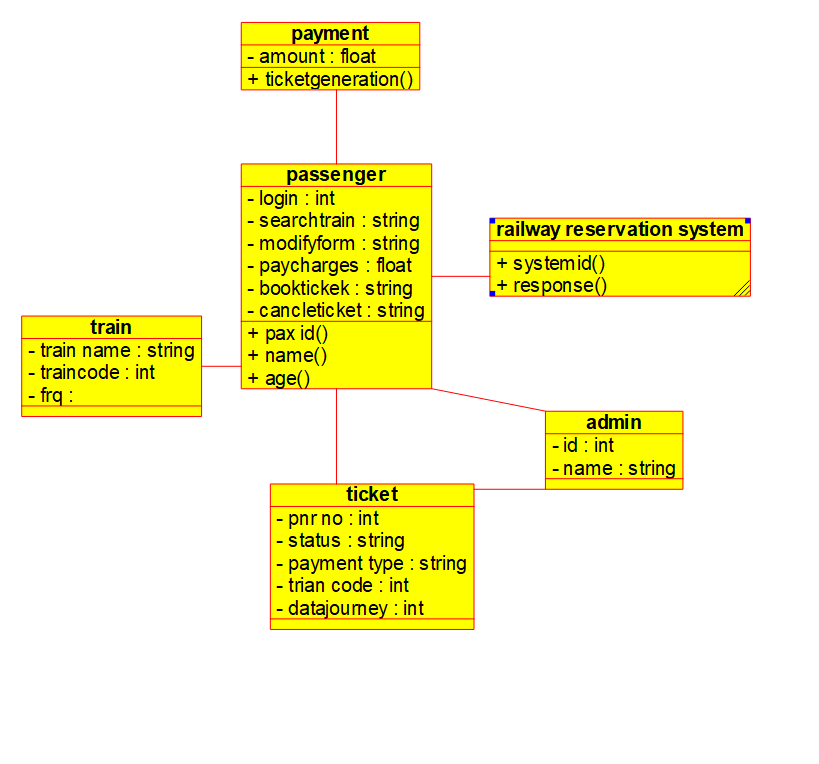 payment
- amount : float
+ ticketgeneration()
passenger
- login : int
- searchtrain : string
- modifyform : string
- paycharges : float
- booktickek : string
- cancleticket : string
+ pax id()
+ name()
+ age()
railway reservation system
+ systemid()
+ response()
train
- train name : string
- traincode : int
- frq :
admin
- id : int
- name : string
ticket
- pnr no : int
- status : string
- payment type : string
- trian code : int
- datajourney : int